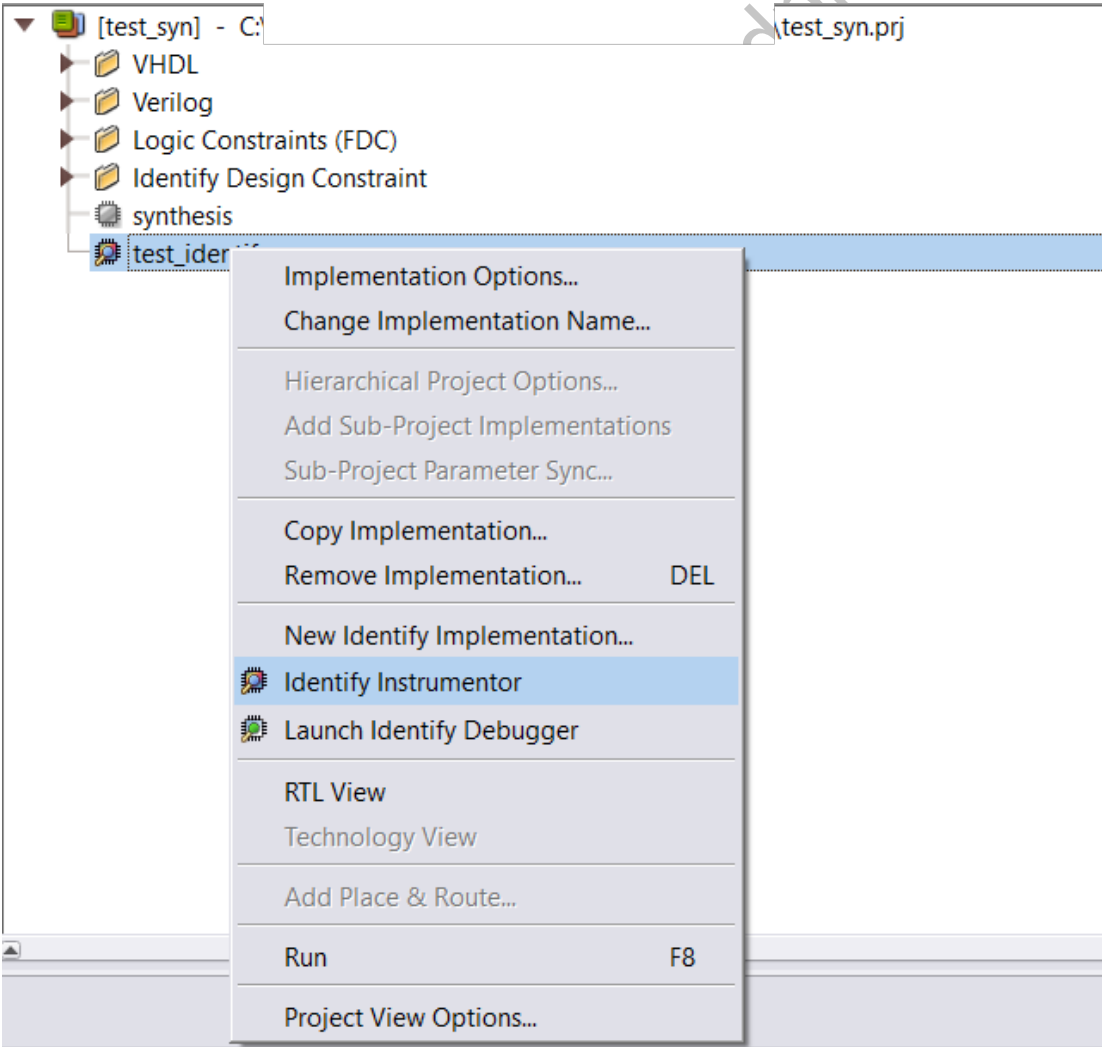 [test_syn] - C:\ \test_syn.prj
VHDL
Verilog
Logic Constraints (FDC)
Identify Design Constraint
synthesis
Implementation Options...
Change Implementation Name...
Hierarchical Project Options...
Add Sub-Project Implementations
Sub-Project Parameter Sync...
Copy Implementation...
Remove Implementation... DEL
New Identify Implementation...
Identify Instrumentor
Launch Identify Debugger
RTL View
Technology View
Add Place & Route...
Run F8
Project View Options...